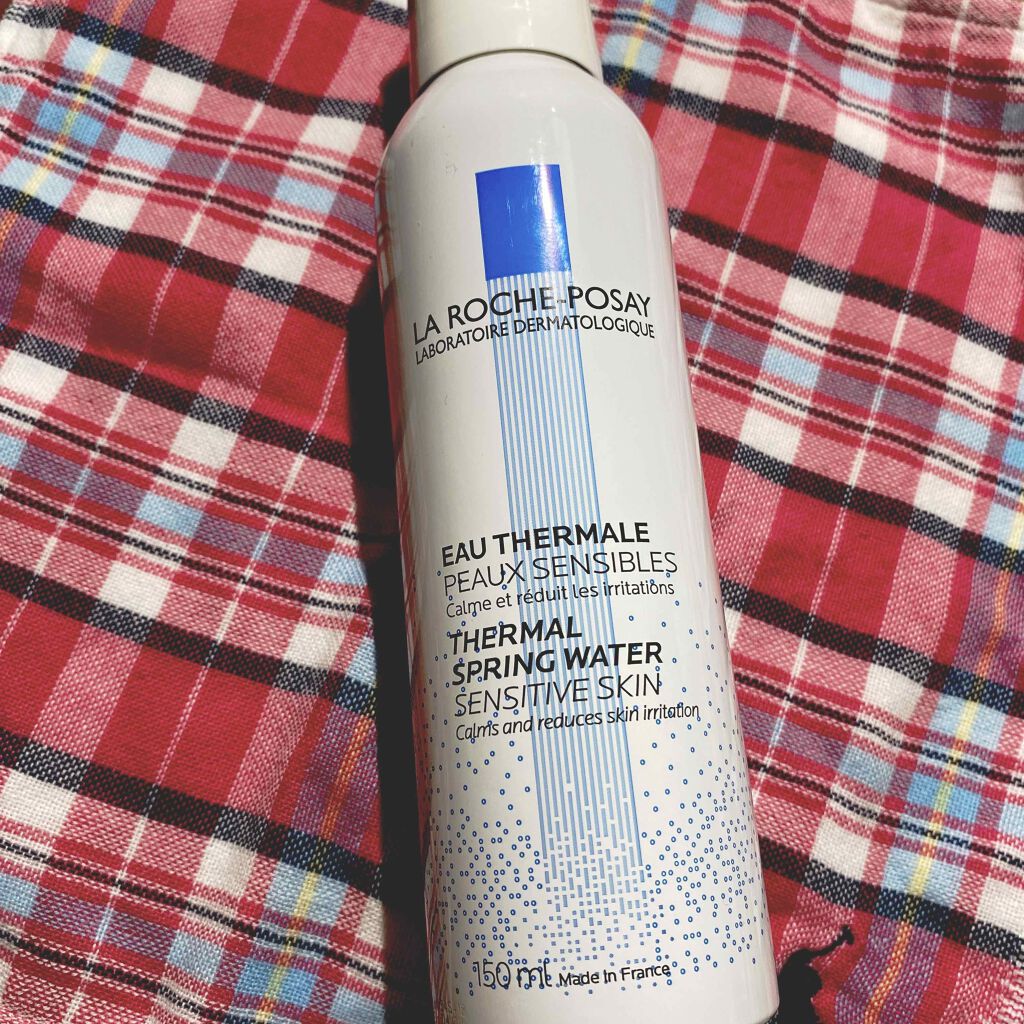 LA ROCHE-POSAY
LABORATOIRE DERMATOLOGIQUE
EAU THERMALE
PEAUX SENSIBLES
Calme et réduit les irritations
THERMAL
SPRING WATER
SENSITIVE SKIN
Calms and reduces skin irritation
150 ml Made in France